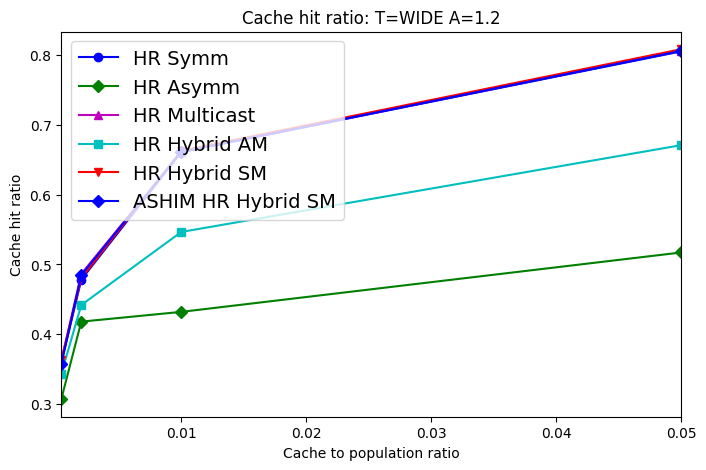 Cache hit ratio: T=WIDE A=1.2
HR Symm
HR Asymm
HR Multicast
HR Hybrid AM
HR Hybrid SM
ASHIM HR Hybrid SM
Cache hit ratio
0.8
0.7
0.6
0.5
0.4
0.3
0.01
0.02
0.03
0.04
0.05
Cache to population ratio